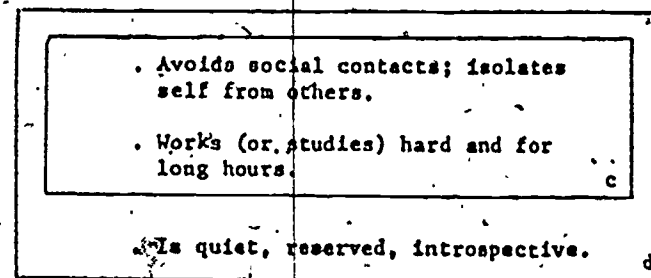 . Avoids social contacts; isolates
self from others.
. Works (or studies) hard and for
long hours.
c
. Is quiet, reserved, introspective.
d